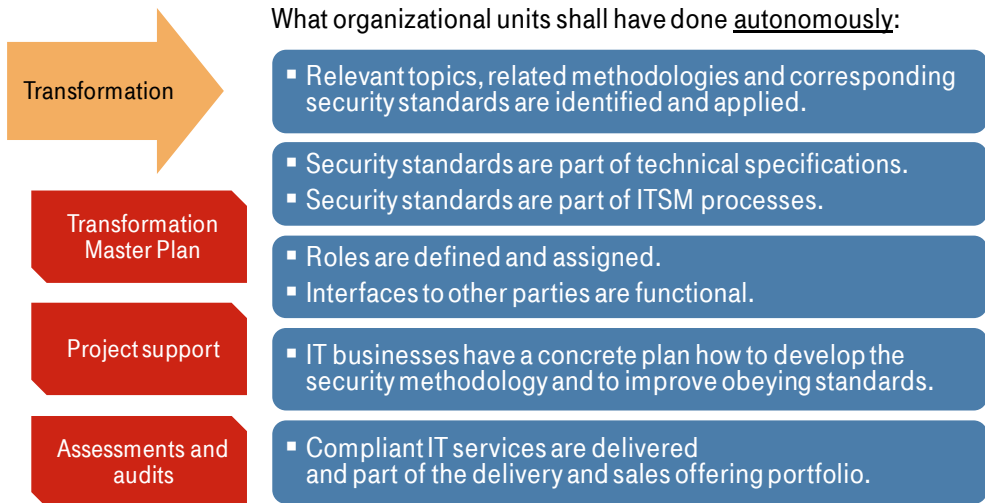 What organizational units shall have done autonomously:
Transformation
▪ Relevant topics, related methodologies and corresponding
security standards are identified and applied.
▪ Security standards are part of technical specifications.
▪ Security standards are part of ITSM processes.
Transformation
Master Plan
▪ Roles are defined and assigned.
▪ Interfaces to other parties are functional.
Project support
▪ IT businesses have a concrete plan how to develop the
security methodology and to improve obeying standards.
Assessments and
audits
▪ Compliant IT services are delivered
and part of the delivery and sales offering portfolio.